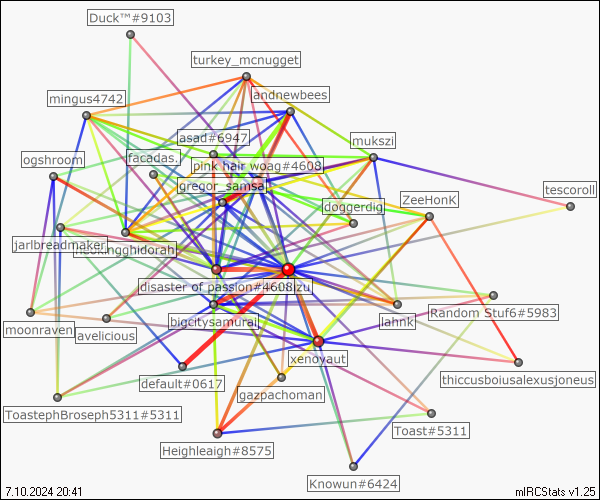 Duck™#9103
turkey_mcnugget
andnewbees
mingus4742
asad#6947
mukszi
facadas.
pink hair woag#4608
ogshroom
gregor_samsa
tescoroll
ZeeHonK
doggerdig
jarlbreadmaker
disaster of passion#4608
izu
moonraven
avelicious
bigcitysamurai
lahnK
Random Stuf6#5983
xenovaut
default#0617
gazpachoman
thiccusboiusalexusjoneus
ToastephBroseph5311#5311
Toast#5311
Heighleaigh#8575
Knowun#6424
7.10.2024 20:41
mIRCStats v1.25